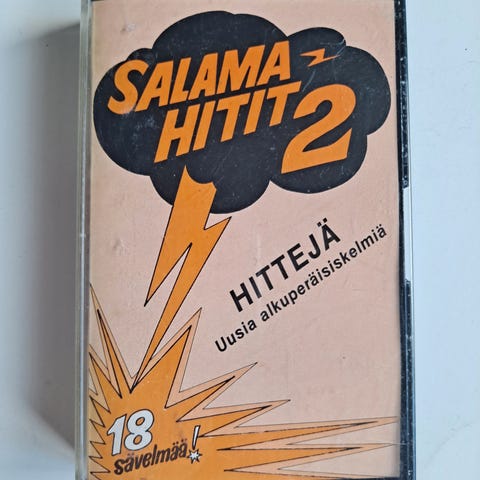 SALAMA-
HITIT 2
HITTEJÄ
Uusia alkuperäisiskelmiä
18
sävelmää!